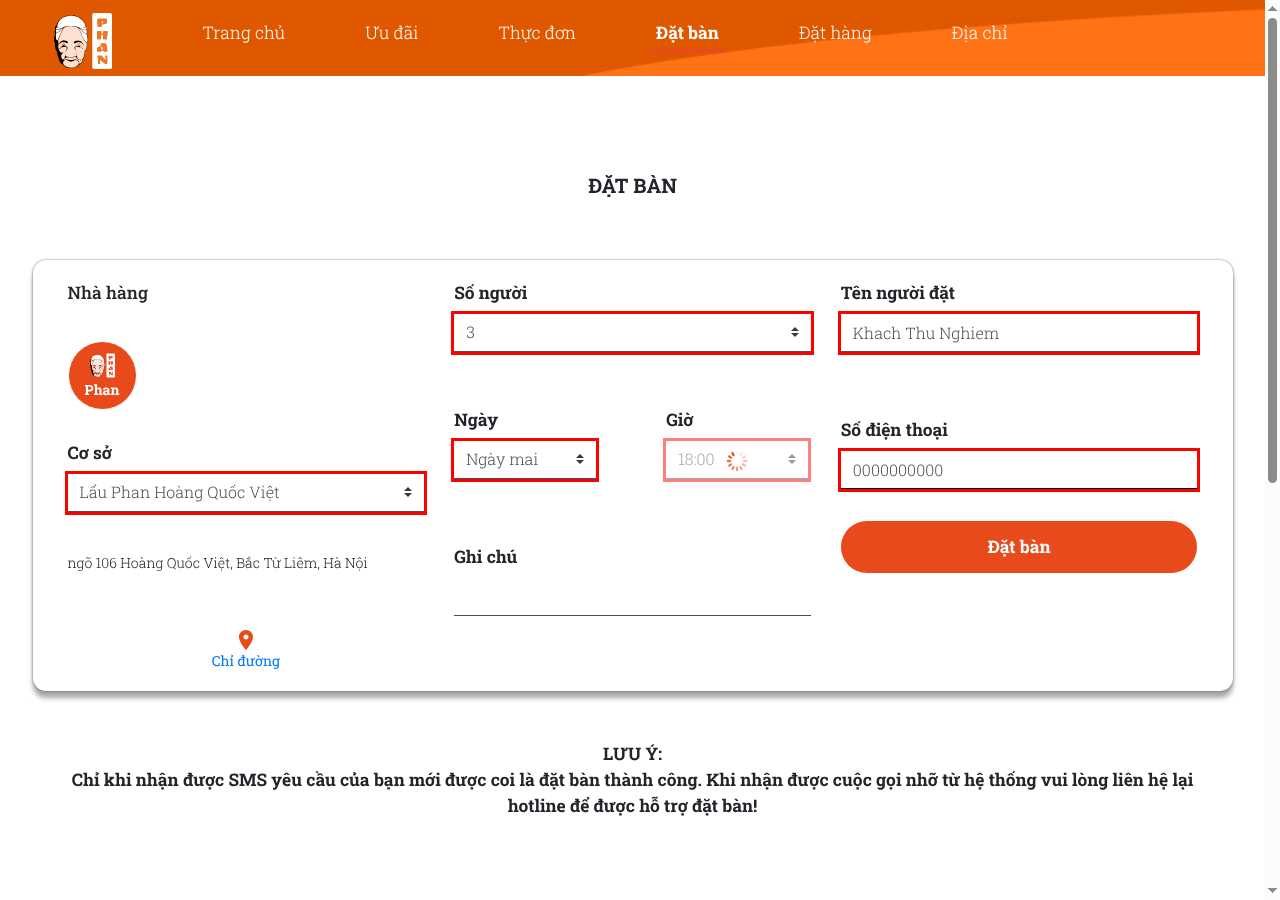 PHAN
Trang chủ
Ưu đãi
Thực đơn
Đặt bàn
Đặt hàng
Địa chỉ
ĐẶT BÀN
Nhà hàng
PHAN
Phan
Cơ sở
Lẩu Phan Hoàng Quốc Việt
ngõ 106 Hoàng Quốc Việt, Bắc Từ Liêm, Hà Nội
Chỉ đường
Số người
3
Ngày
Ngày mai
Giờ
18:00
Ghi chú
Tên người đặt
Khach Thu Nghiem
Số điện thoại
0000000000
Đặt bàn
LƯU Ý:
Chỉ khi nhận được SMS yêu cầu của bạn mới được coi là đặt bàn thành công. Khi nhận được cuộc gọi nhỡ từ hệ thống vui lòng liên hệ lại
hotline để được hỗ trợ đặt bàn!